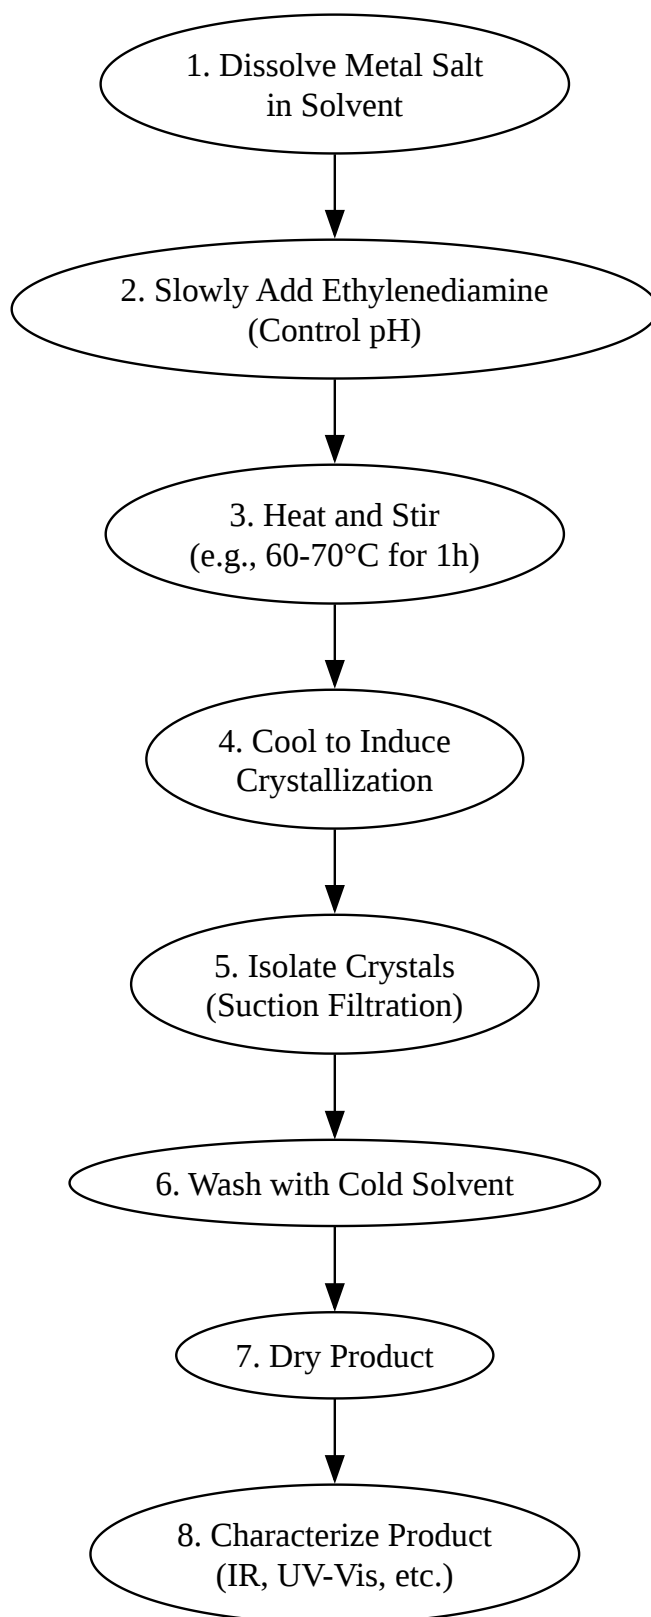 1. Dissolve Metal Salt
in Solvent
2. Slowly Add Ethylenediamine
(Control pH)
3. Heat and Stir
(e.g., 60-70°C for 1h)
4. Cool to Induce
Crystallization
5. Isolate Crystals
(Suction Filtration)
6. Wash with Cold Solvent
7. Dry Product
8. Characterize Product
(IR, UV-Vis, etc.)